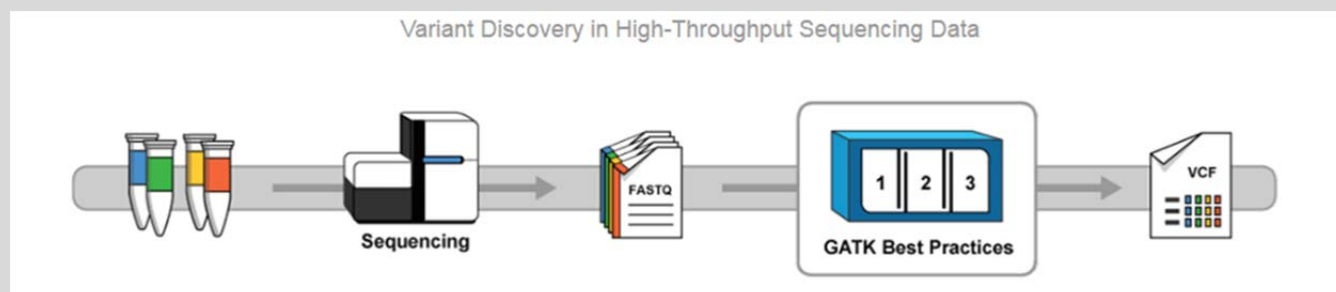 Variant Discovery in High-Throughput Sequencing Data
Sequencing
FASTQ
1 2 3
GATK Best Practices
VCF